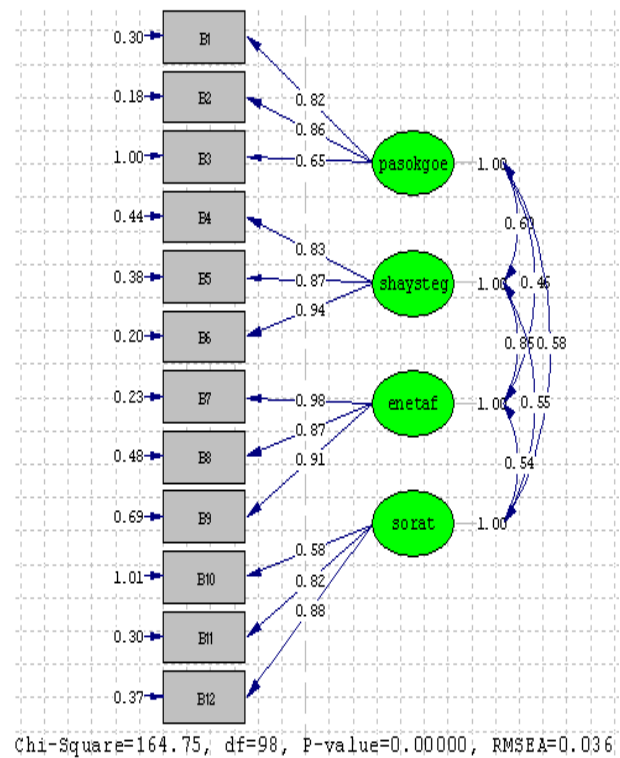 0.30 B1
0.82
0.18 B2
0.86
1.00 B3 0.65 pasokgoe 1.00
0.44 B4 0.60
0.83
0.38 B5 0.87 shaysteg 1.00 0.46
0.94
0.20 B6 0.85 0.58
0.23 B7 0.98 enetaf 1.00 0.55
0.87
0.48 B8 0.54
0.91
0.69 B9
sorat 1.00
0.58
1.01 B10
0.82
0.88
0.30 B11
0.37 B12
Chi-Square=164.75, df=98, P-value=0.00000, RMSEA=0.036